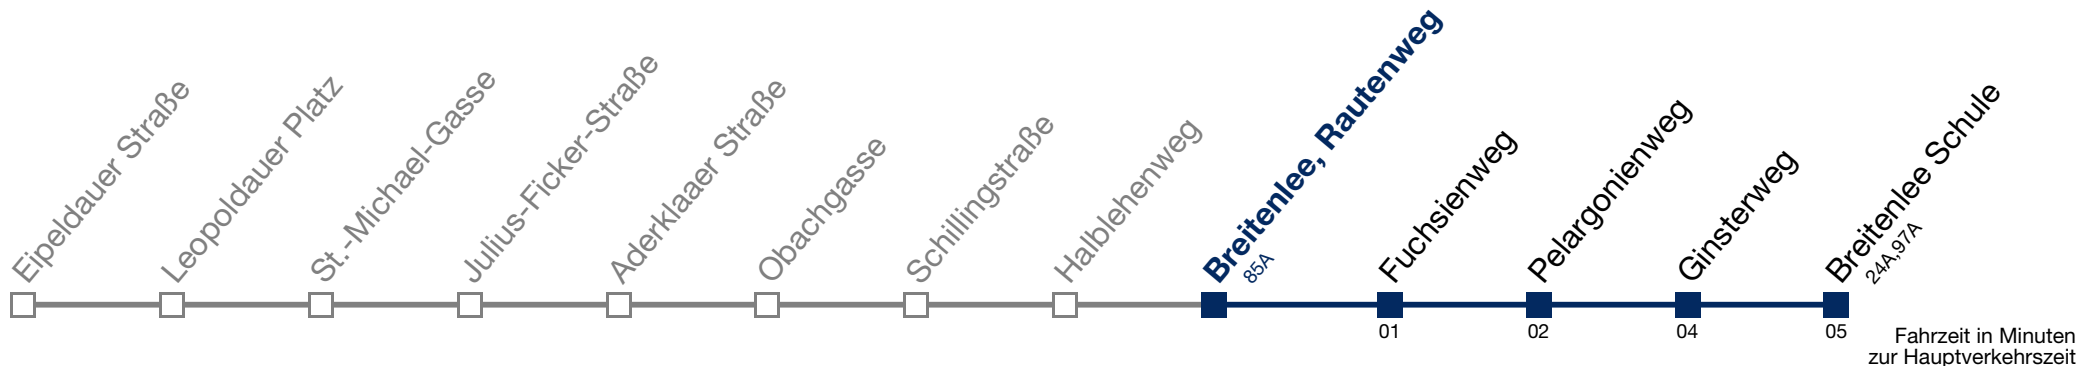 Eipeldauer Straße
Leopoldauer Platz
St.-Michael-Gasse
Julius-Ficker-Straße
Aderklaaer Straße
Obachgasse
Schillingstraße
Halblehenweg
Breitenlee, Rautenweg
85A
Fuchsienweg
Pelargonienweg
Ginsterweg
Breitenlee Schule
24A,97A
01
02
04
05
Fahrzeit in Minuten
zur Hauptverkehrszeit